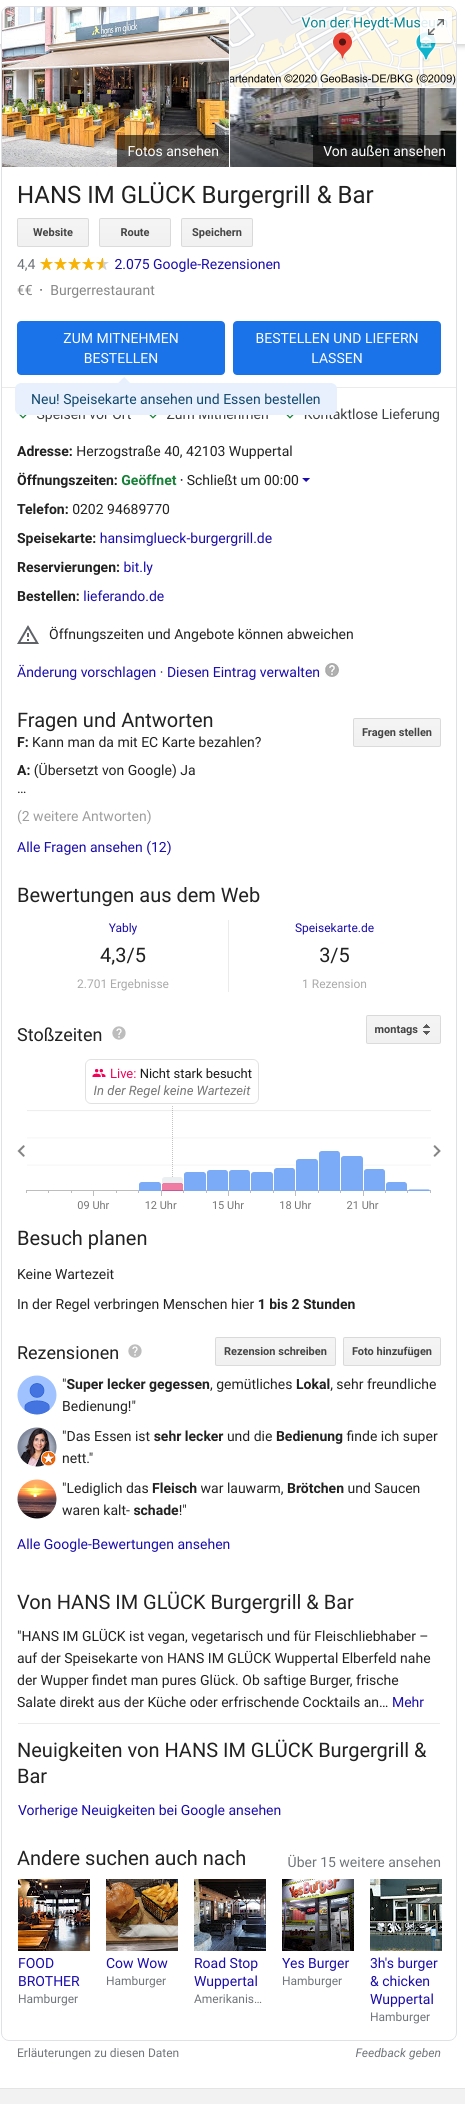 hans im glück
Von der Heydt-Muse
artendaten ©2020 GeoBasis-DE/BKG (©2009)
Fotos ansehen
Von außen ansehen
HANS IM GLÜCK Burgergrill & Bar
Website
Route
Speichern
4,4 2.075 Google-Rezensionen
€€ · Burgerrestaurant
ZUM MITNEHMEN
BESTELLEN
BESTELLEN UND LIEFERN
LASSEN
Neu! Speisekarte ansehen und Essen bestellen
Speisen vor Ort Zum Mitnehmen Kontaktlose Lieferung
Adresse: Herzogstraße 40, 42103 Wuppertal
Öffnungszeiten: Geöffnet · Schließt um 00:00
Telefon: 0202 94689770
Speisekarte: hansimglueck-burgergrill.de
Reservierungen: bit.ly
Bestellen: lieferando.de
Öffnungszeiten und Angebote können abweichen
Änderung vorschlagen · Diesen Eintrag verwalten ?
Fragen und Antworten
Fragen stellen
F: Kann man da mit EC Karte bezahlen?
A: (Übersetzt von Google) Ja
...
(2 weitere Antworten)
Alle Fragen ansehen (12)
Bewertungen aus dem Web
Yably
4,3/5
2.701 Ergebnisse
Speisekarte.de
3/5
1 Rezension
Stoßzeiten ?
montags
Live: Nicht stark besucht
In der Regel keine Wartezeit
09 Uhr 12 Uhr 15 Uhr 18 Uhr 21 Uhr
Besuch planen
Keine Wartezeit
In der Regel verbringen Menschen hier 1 bis 2 Stunden
Rezensionen ?
Rezension schreiben
Foto hinzufügen
"Super lecker gegessen, gemütliches Lokal, sehr freundliche
Bedienung!"
"Das Essen ist sehr lecker und die Bedienung finde ich super
nett."
"Lediglich das Fleisch war lauwarm, Brötchen und Saucen
waren kalt- schade!"
Alle Google-Bewertungen ansehen
Von HANS IM GLÜCK Burgergrill & Bar
"HANS IM GLÜCK ist vegan, vegetarisch und für Fleischliebhaber –
auf der Speisekarte von HANS IM GLÜCK Wuppertal Elberfeld nahe
der Wupper findet man pures Glück. Ob saftige Burger, frische
Salate direkt aus der Küche oder erfrischende Cocktails an... Mehr
Neuigkeiten von HANS IM GLÜCK Burgergrill &
Bar
Vorherige Neuigkeiten bei Google ansehen
Andere suchen auch nach
Über 15 weitere ansehen
Yes Burger
FOOD
BROTHER
Hamburger
Cow Wow
Hamburger
Road Stop
Wuppertal
Amerikanis...
Yes Burger
Hamburger
3h's burger
& chicken
Wuppertal
Hamburger
Erläuterungen zu diesen Daten
Feedback geben